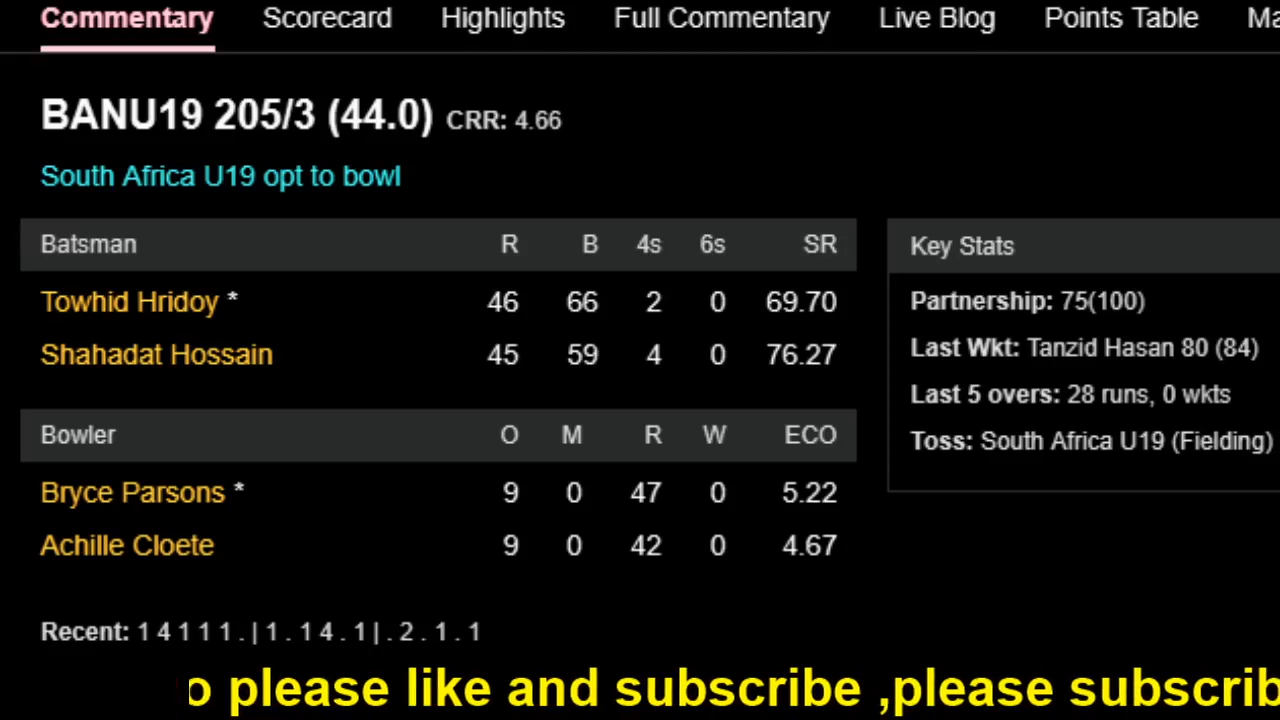 Commentary Scorecard Highlights Full Commentary Live Blog Points Table
BANU19 205/3 (44.0) CRR: 4.66
South Africa U19 opt to bowl
Batsman R B 4s 6s SR
Towhid Hridoy * 46 66 2 0 69.70
Shahadat Hossain 45 59 4 0 76.27
Bowler O M R W ECO
Bryce Parsons * 9 0 47 0 5.22
Achille Cloete 9 0 42 0 4.67
Recent: 1 4 1 1 1 . | 1 . 1 4 . 1 | . 2 . 1 . 1
Key Stats
Partnership: 75(100)
Last Wkt: Tanzid Hasan 80 (84)
Last 5 overs: 28 runs, 0 wkts
Toss: South Africa U19 (Fielding)
o please like and subscribe ,please subscrib